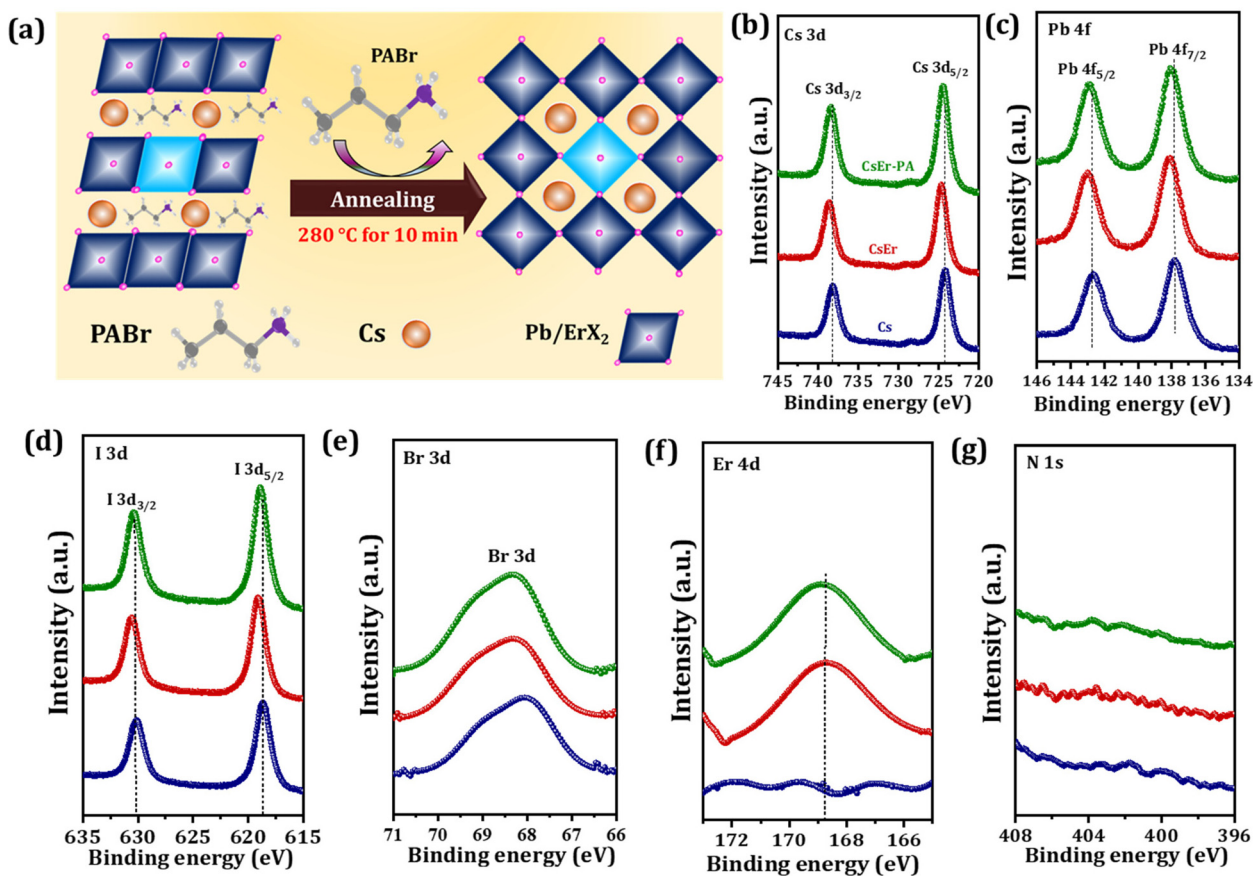 (a)
PABr
Annealing
280 °C for 10 min
PABr
Cs
Pb/ErX2
(b)
Cs 3d
Cs 3d3/2
Cs 3d5/2
CsEr-PA
CsEr
Cs
Intensity (a.u.)
745 740 735 730 725 720
Binding energy (eV)
(c)
Pb 4f
Pb 4f5/2
Pb 4f7/2
Intensity (a.u.)
146 144 142 140 138 136 134
Binding energy (eV)
(d)
I 3d
I 3d3/2
I 3d5/2
Intensity (a.u.)
635 630 625 620 615
Binding energy (eV)
(e)
Br 3d
Br 3d
Intensity (a.u.)
71 70 69 68 67 66
Binding energy (eV)
(f)
Er 4d
Intensity (a.u.)
172 170 168 166
Binding energy (eV)
(g)
N 1s
Intensity (a.u.)
408 404 400 396
Binding energy (eV)